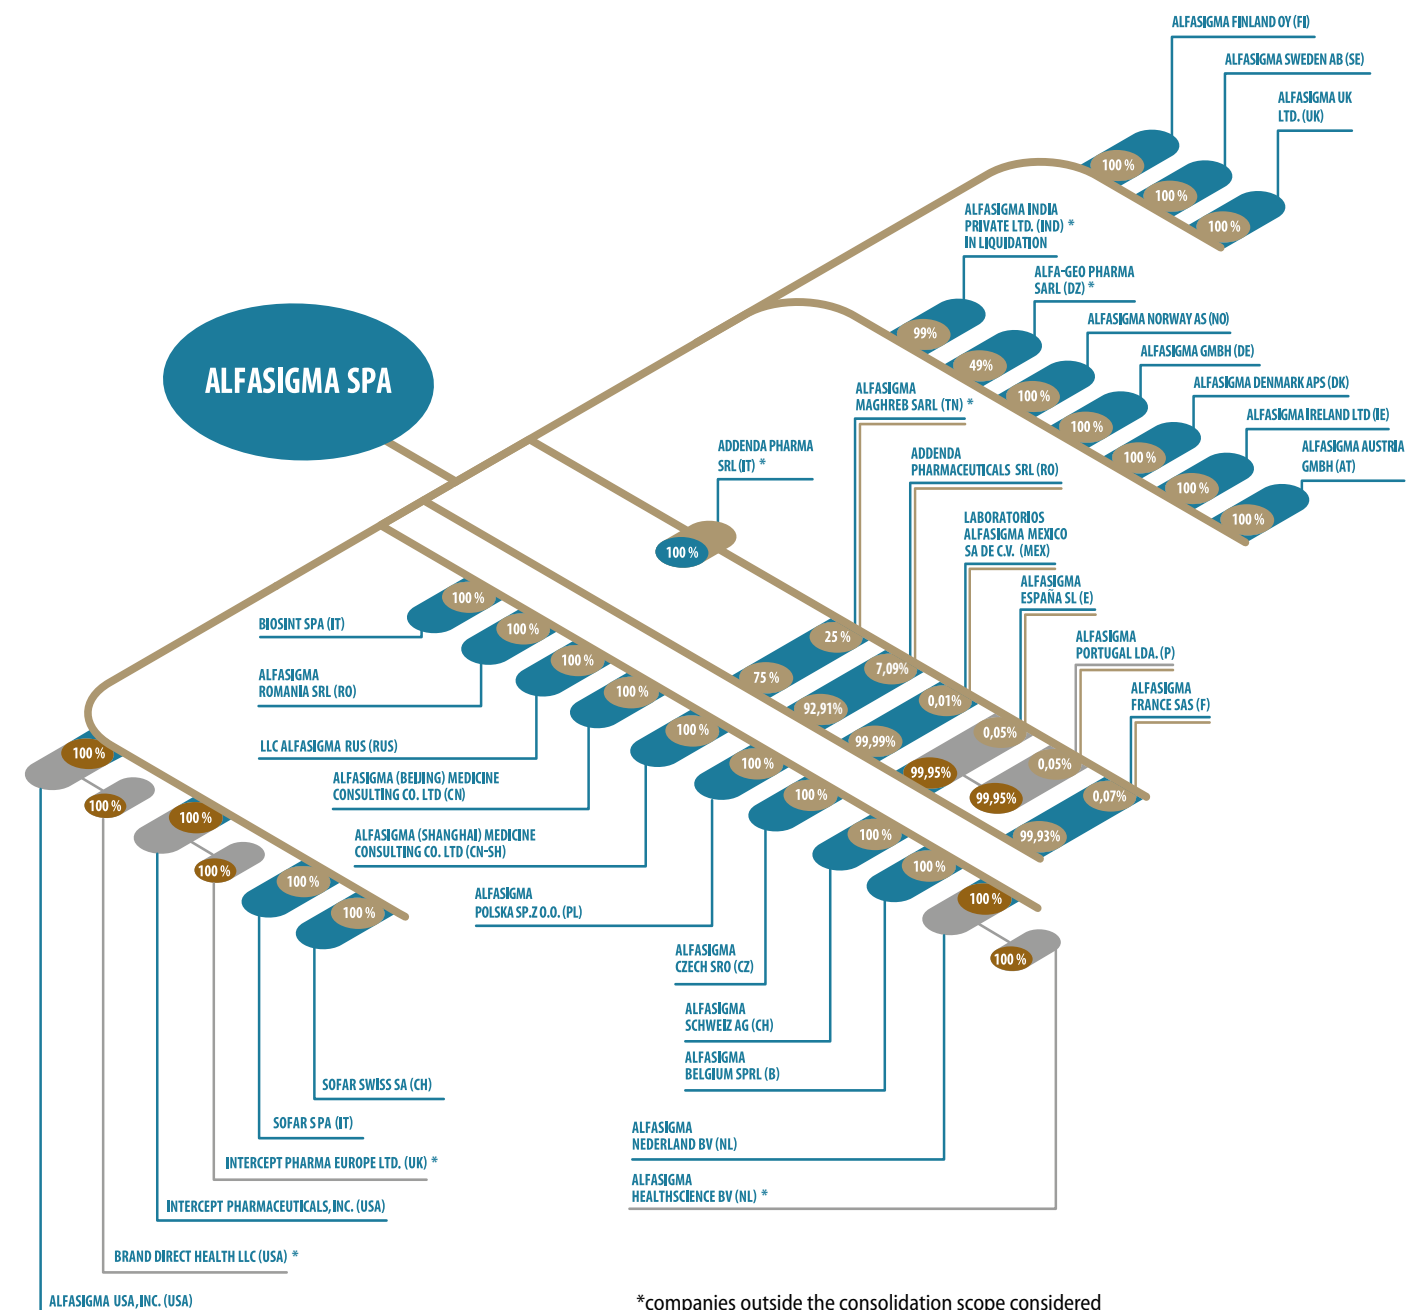 ALFASIGMA FINLAND OY (FI)
ALFASIGMA SWEDEN AB (SE)
ALFASIGMA UK
LTD. (UK)
100 %
100 %
100 %
ALFASIGMA INDIA
PRIVATE LTD. (IND) *
IN LIQUIDATION
ALFA-GEO PHARMA
SARL (DZ) *
ALFASIGMA NORWAY AS (NO)
ALFASIGMA GMBH (DE)
ALFASIGMA DENMARK APS (DK)
ALFASIGMA IRELAND LTD (IE)
ALFASIGMA AUSTRIA
GMBH (AT)
99%
49%
100 %
100 %
100 %
100 %
100 %
ALFASIGMA SPA
ALFASIGMA
MAGHREB SARL (TN) *
ADDENDA PHARMA
SRL (IT) *
100 %
ADDENDA
PHARMACEUTICALS SRL (RO)
LABORATORIOS
ALFASIGMA MEXICO
SA DE C.V. (MEX)
ALFASIGMA
ESPAÑA SL (E)
ALFASIGMA
PORTUGAL LDA. (P)
ALFASIGMA
FRANCE SAS (F)
25 %
75 %
7,09%
92,91%
0,01%
99,99%
0,05%
99,95%
0,05%
99,95%
0,07%
99,93%
100 %
100 %
100 %
100 %
100 %
100 %
100 %
100 %
100 %
100 %
100 %
BIOSINT SPA (IT)
ALFASIGMA
ROMANIA SRL (RO)
LLC ALFASIGMA RUS (RUS)
ALFASIGMA (BEIJING) MEDICINE
CONSULTING CO. LTD (CN)
ALFASIGMA (SHANGHAI) MEDICINE
CONSULTING CO. LTD (CN-SH)
ALFASIGMA
POLSKA SP.Z O.O. (PL)
ALFASIGMA
CZECH SRO (CZ)
ALFASIGMA
SCHWEIZ AG (CH)
ALFASIGMA
BELGIUM SPRL (B)
ALFASIGMA
NEDERLAND BV (NL)
ALFASIGMA
HEALTHSCIENCE BV (NL) *
100 %
100 %
100 %
100 %
100 %
100 %
SOFAR SWISS SA (CH)
SOFAR S PA (IT)
INTERCEPT PHARMA EUROPE LTD. (UK) *
INTERCEPT PHARMACEUTICALS, INC. (USA)
BRAND DIRECT HEALTH LLC (USA) *
ALFASIGMA USA, INC. (USA)
*companies outside the consolidation scope considered